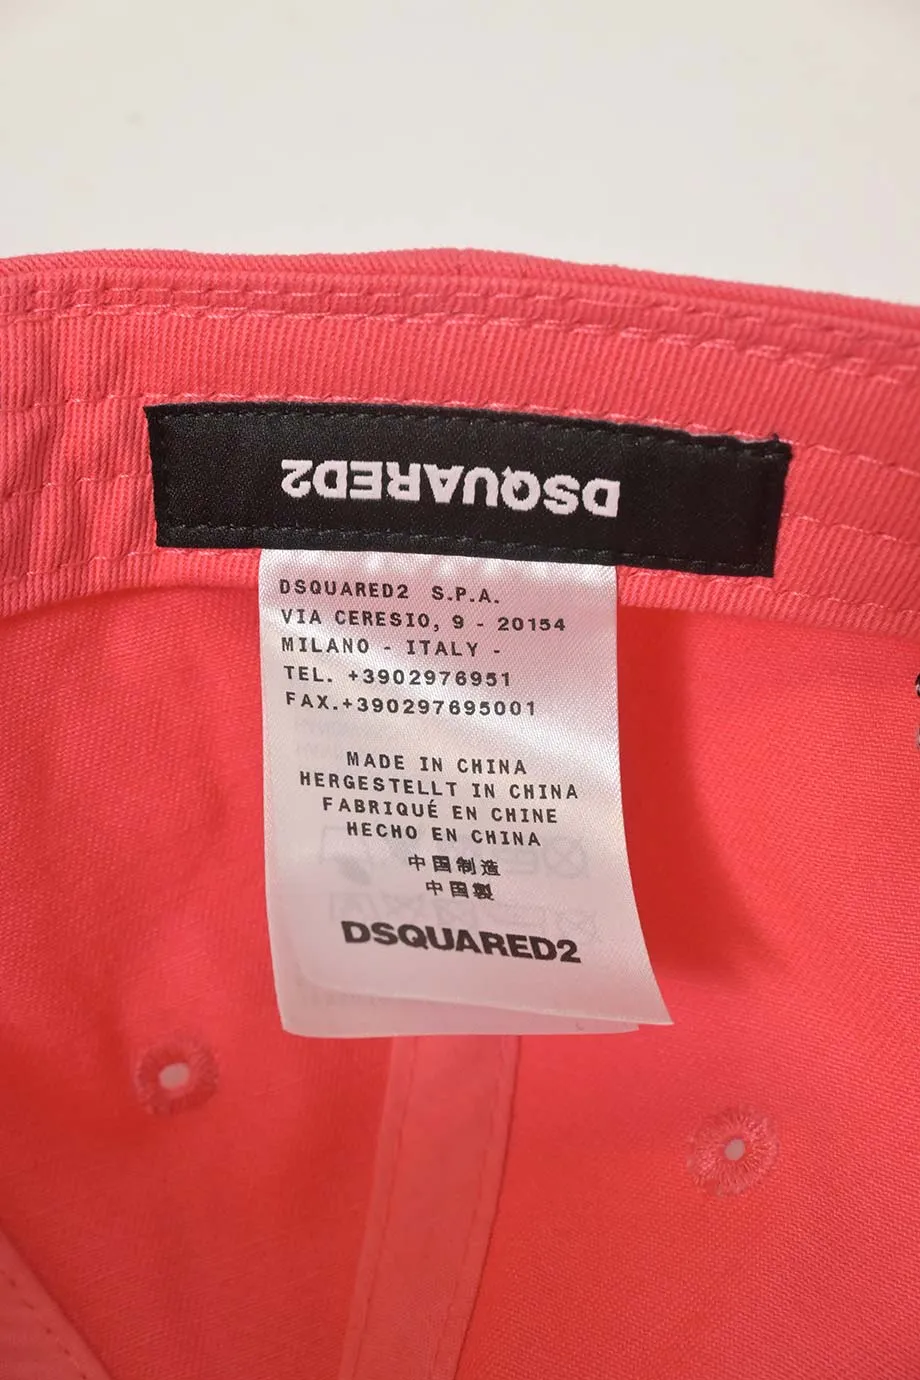 DSQUARED2
DSQUARED2 S.P.A.
VIA CERESIO, 9 - 20154
MILANO - ITALY -
TEL. +3902976951
FAX.+390297695001
MADE IN CHINA
HERGESTELLT IN CHINA
FABRIQUÉ EN CHINE
HECHO EN CHINA
中国制造
中国製
DSQUARED2